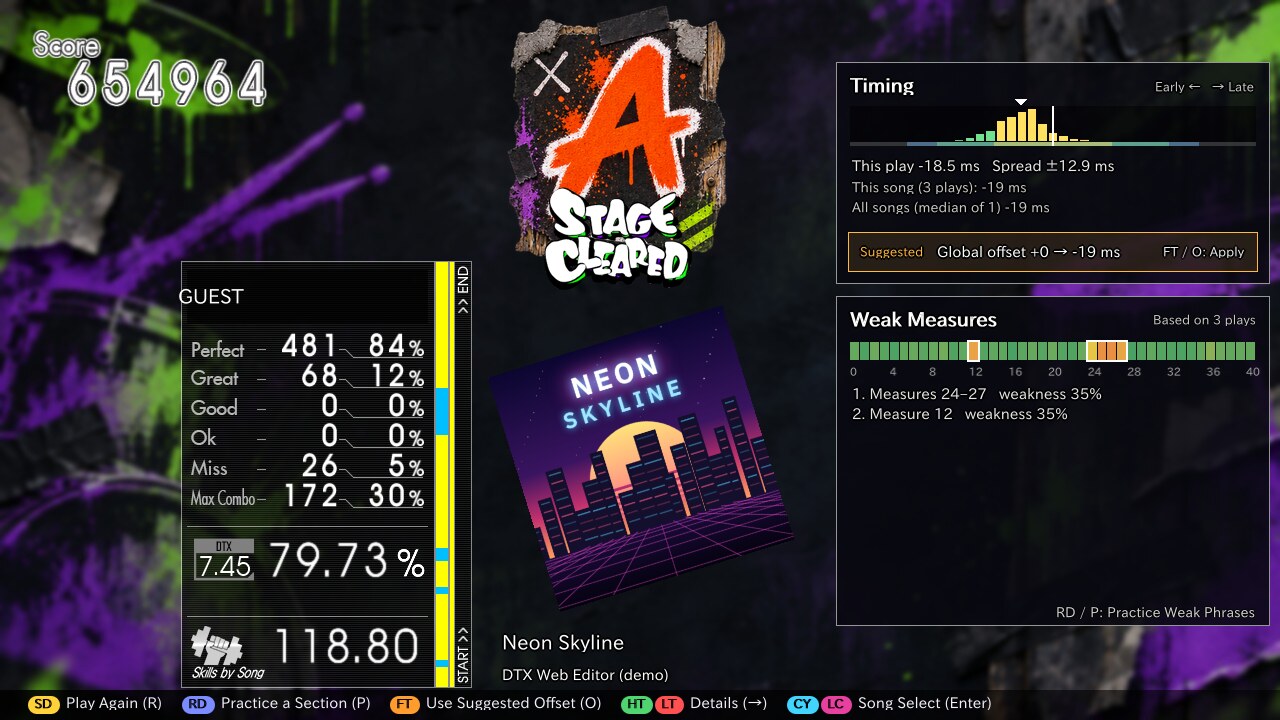 Score
654964
A
STAGE
CLEARED
GUEST
Perfect 481 84%
Great 68 12%
Good 0 0%
Ok 0 0%
Miss 26 5%
Max Combo 172 30%
DTX
7.45 79.73 %
118.80
Skills by Song
>> END
START >>
NEON
SKYLINE
Neon Skyline
DTX Web Editor (demo)
Timing
Early ← → Late
This play -18.5 ms Spread ±12.9 ms
This song (3 plays): -19 ms
All songs (median of 1) -19 ms
Suggested Global offset +0 → -19 ms FT / O: Apply
Weak Measures
Based on 3 plays
0 4 8 12 16 20 24 28 32 36 40
1. Measures 24–27 weakness 35%
2. Measure 12 weakness 35%
RD / P: Practice Weak Phrases
SD Play Again (R) RD Practice a Section (P) FT Use Suggested Offset (O) HT LT Details (→) CY LC Song Select (Enter)